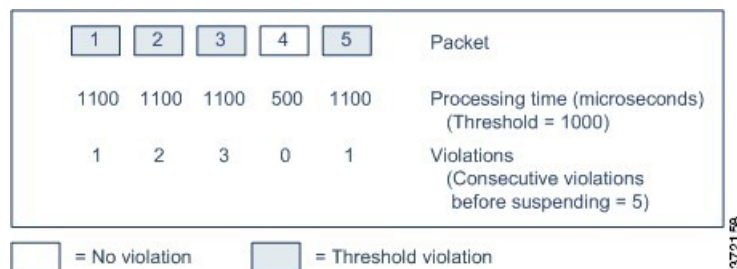 1 2 3 4 5 Packet
1100 1100 1100 500 1100 Processing time (microseconds)
(Threshold = 1000)
1 2 3 0 1 Violations
(Consecutive violations
before suspending = 5)
= No violation = Threshold violation
372159